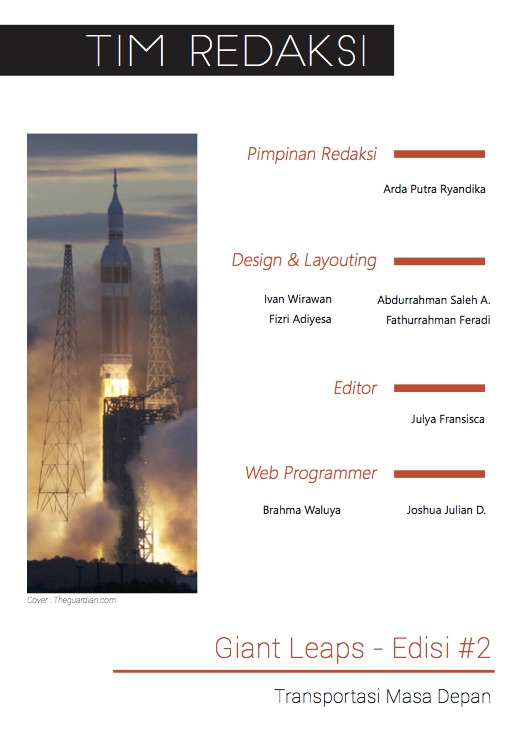 TIM REDAKSI
Pimpinan Redaksi
Arda Putra Ryandika
Design & Layouting
Ivan Wirawan Abdurrahman Saleh A.
Fizri Adiyesa Fathurrahman Feradi
Editor
Julya Fransisca
Web Programmer
Brahma Waluya Joshua Julian D.
Cover : Theguardian.com
Giant Leaps - Edisi #2
Transportasi Masa Depan